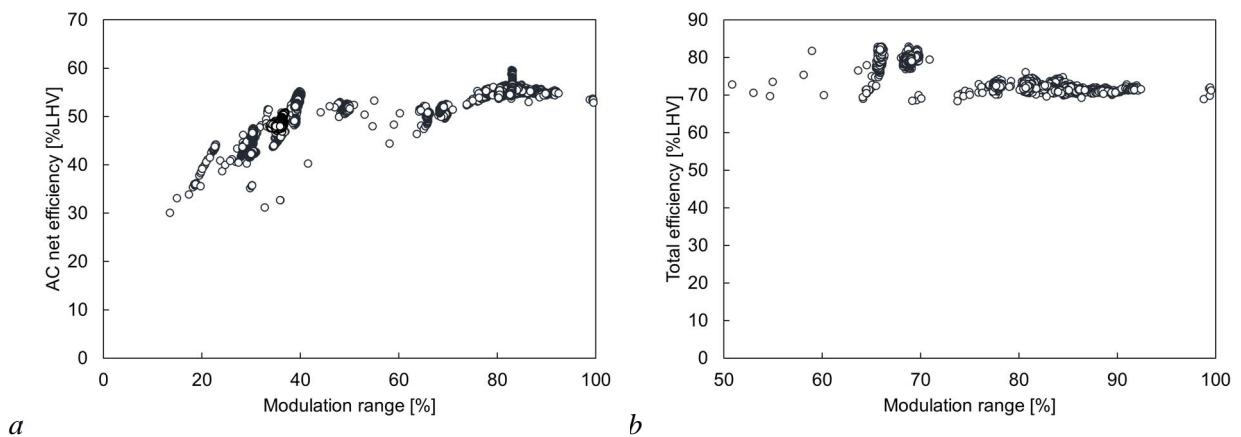 70
60
50
40
30
20
10
0
AC net efficiency [%LHV]
0 20 40 60 80 100
Modulation range [%]
a
90
80
70
60
50
40
30
20
10
0
Total efficiency [%LHV]
50 60 70 80 90 100
Modulation range [%]
b